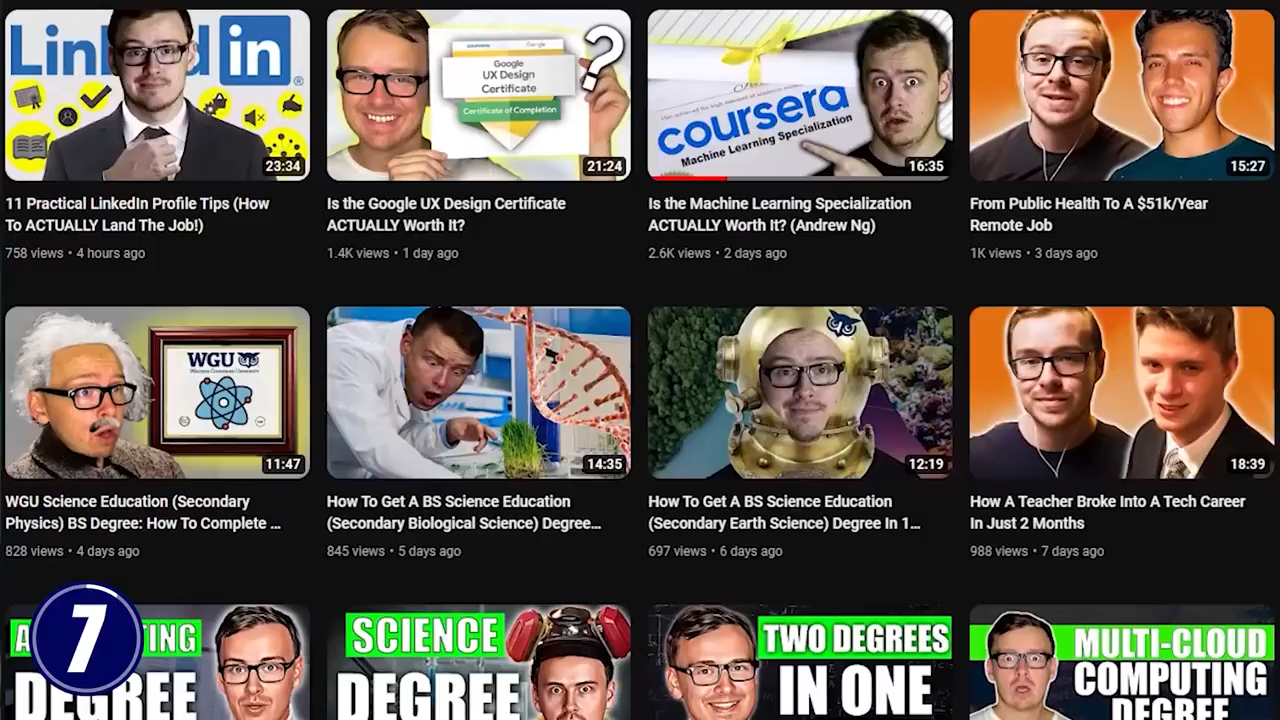 LinkedIn
23:34
coursera Google
Google
UX Design
Certificate
Certificate of Completion
?
21:24
coursera
Machine Learning Specialization
16:35
15:27
11 Practical LinkedIn Profile Tips (How
To ACTUALLY Land The Job!)
758 views • 4 hours ago
Is the Google UX Design Certificate
ACTUALLY Worth It?
1.4K views • 1 day ago
Is the Machine Learning Specialization
ACTUALLY Worth It? (Andrew Ng)
2.6K views • 2 days ago
From Public Health To A $51k/Year
Remote Job
1K views • 3 days ago
WGU
11:47
14:35
12:19
18:39
WGU Science Education (Secondary
Physics) BS Degree: How To Complete ...
828 views • 4 days ago
How To Get A BS Science Education
(Secondary Biological Science) Degree...
845 views • 5 days ago
How To Get A BS Science Education
(Secondary Earth Science) Degree In 1...
697 views • 6 days ago
How A Teacher Broke Into A Tech Career
In Just 2 Months
988 views • 7 days ago
7
DEGREE
SCIENCE
DEGREE
TWO DEGREES
IN ONE
MULTI-CLOUD
COMPUTING
DEGREE